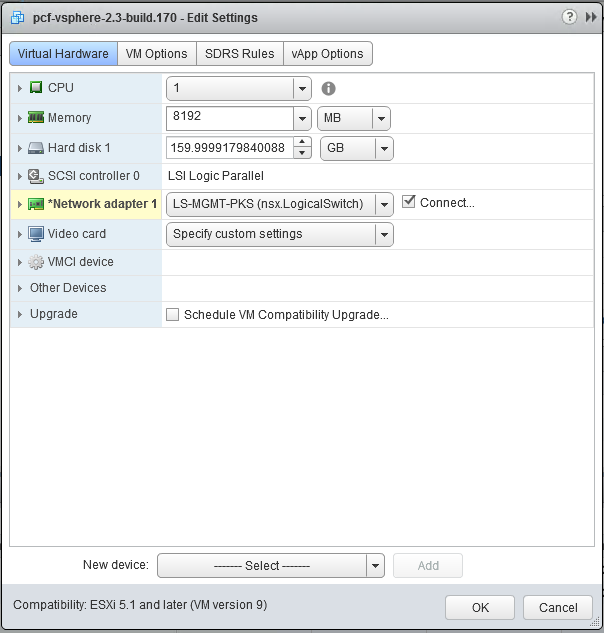 pcf-vsphere-2.3-build.170 - Edit Settings
Virtual Hardware VM Options SDRS Rules vApp Options
CPU 1
Memory 8192 MB
Hard disk 1 159.9999179840088 GB
SCSI controller 0 LSI Logic Parallel
*Network adapter 1 LS-MGMT-PKS (nsx.LogicalSwitch) Connect...
Video card Specify custom settings
VMCI device
Other Devices
Upgrade Schedule VM Compatibility Upgrade...
New device: ------- Select ------- Add
Compatibility: ESXi 5.1 and later (VM version 9) OK Cancel